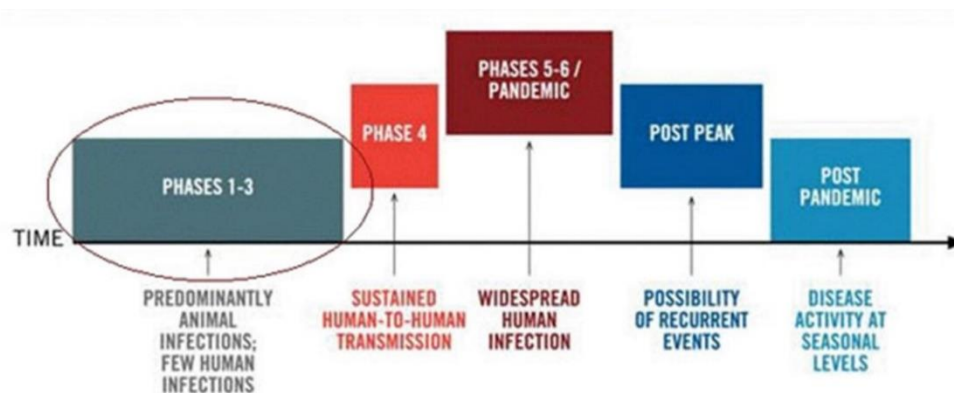 PHASES 5-6 /
PANDEMIC
PHASE 4
POST PEAK
PHASES 1-3
POST
PANDEMIC
TIME
PREDOMINANTLY
ANIMAL
INFECTIONS;
FEW HUMAN
INFECTIONS
SUSTAINED
HUMAN-TO-HUMAN
TRANSMISSION
WIDESPREAD
HUMAN
INFECTION
POSSIBILITY
OF RECURRENT
EVENTS
DISEASE
ACTIVITY AT
SEASONAL
LEVELS